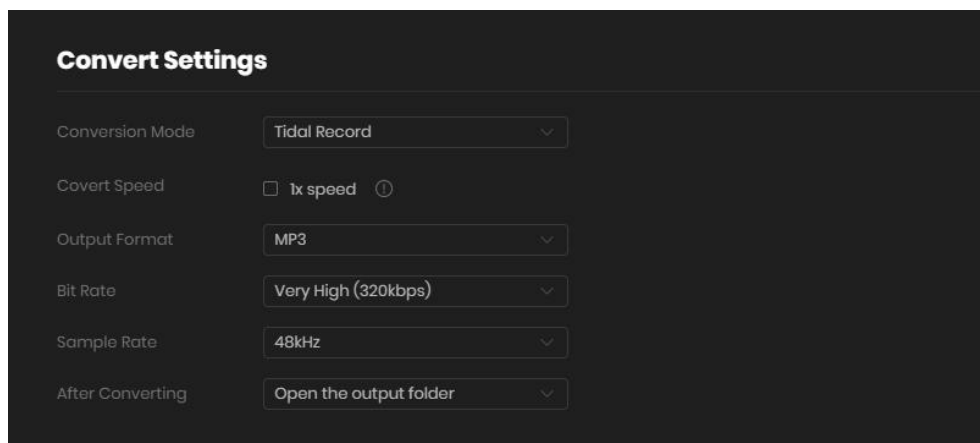 Convert Settings
Conversion Mode Tidal Record
Covert Speed 1x speed
Output Format MP3
Bit Rate Very High (320kbps)
Sample Rate 48kHz
After Converting Open the output folder